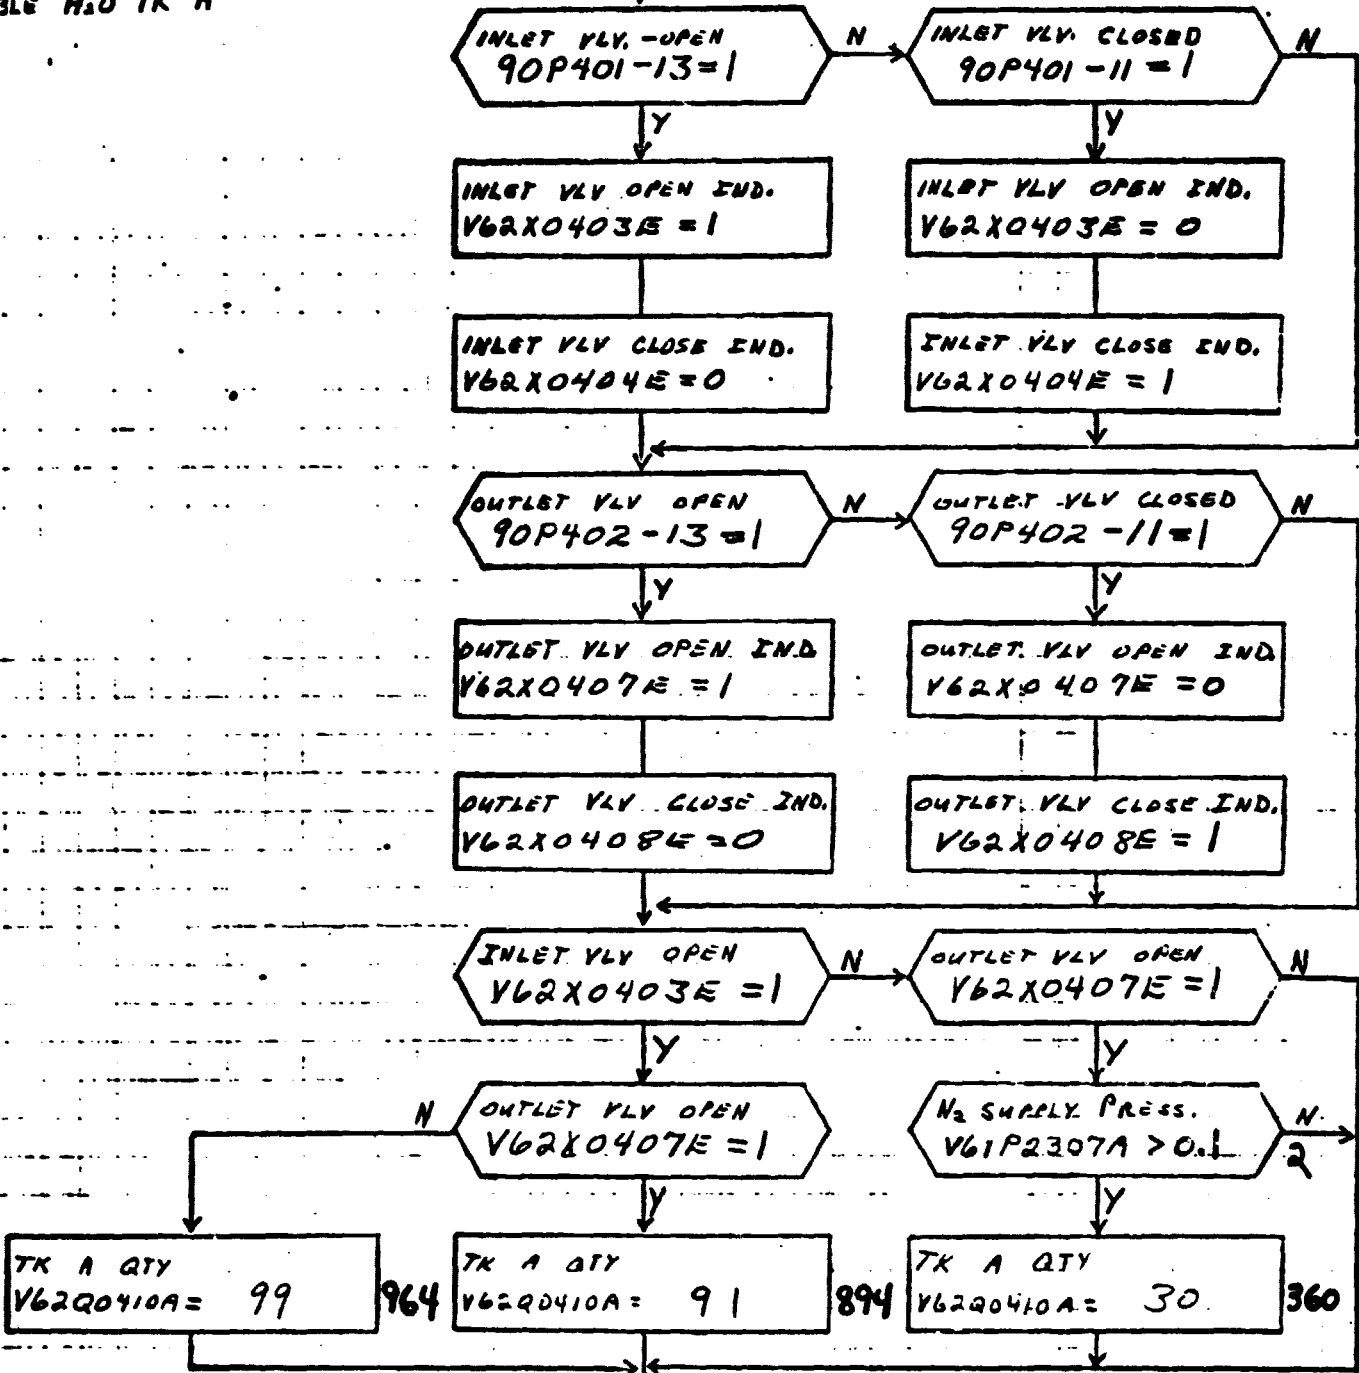 H2O TK A
INLET VLV. -OPEN
90P401-13=1
N
INLET VLV. CLOSED
90P401-11=1
N
Y
Y
INLET VLV OPEN IND.
V62X0403E = 1
INLET VLV OPEN IND.
V62X0403E = 0
INLET VLV CLOSE IND.
V62X0404E = 0
INLET VLV CLOSE IND.
V62X0404E = 1
OUTLET VLV OPEN
90P402-13=1
N
OUTLET VLV CLOSED
90P402-11=1
N
Y
Y
OUTLET VLV OPEN IND
V62X0407E = 1
OUTLET VLV OPEN IND
V62X0407E = 0
OUTLET VLV CLOSE IND.
V62X0408E = 0
OUTLET VLV CLOSE IND.
V62X0408E = 1
INLET VLV OPEN
V62X0403E = 1
N
OUTLET VLV OPEN
V62X0407E = 1
N
Y
Y
N
OUTLET VLV OPEN
V62X0407E = 1
N2 SUPPLY PRESS.
V61P2307A > 0.1
N
2
Y
Y
TK A QTY
V62Q0410A = 99
964
TK A QTY
V62Q0410A = 91
894
TK A QTY
V62Q0410A = 30
360